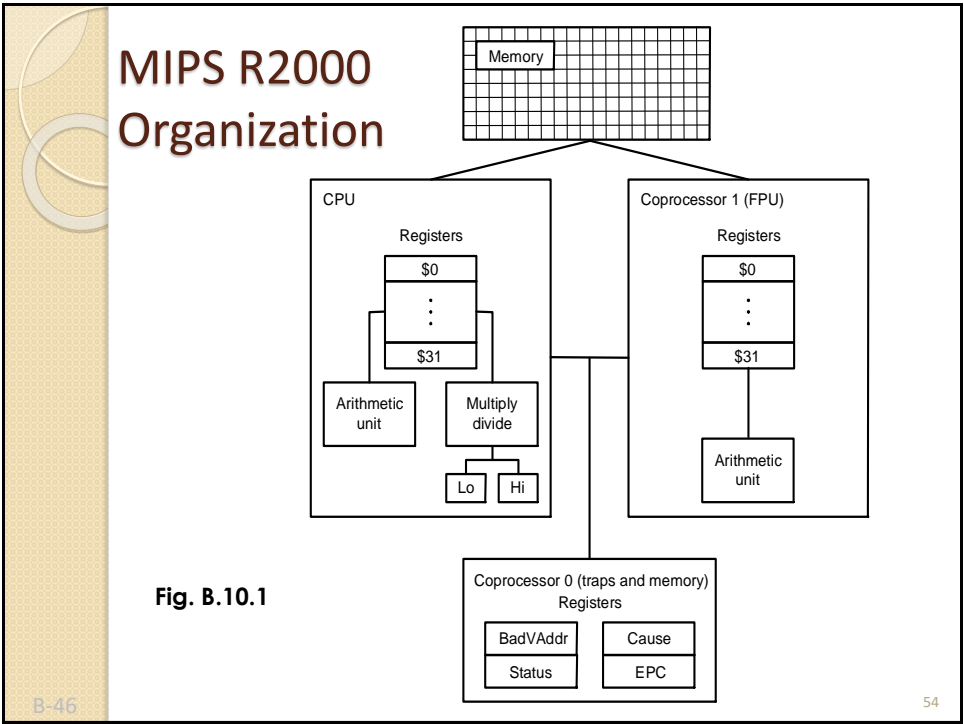 MIPS R2000
Organization
Memory
CPU
Registers
$0
$31
Arithmetic
unit
Multiply
divide
Lo
Hi
Coprocessor 1 (FPU)
Registers
$0
$31
Arithmetic
unit
Coprocessor 0 (traps and memory)
Registers
BadVAddr
Cause
Status
EPC
Fig. B.10.1
B-46
54